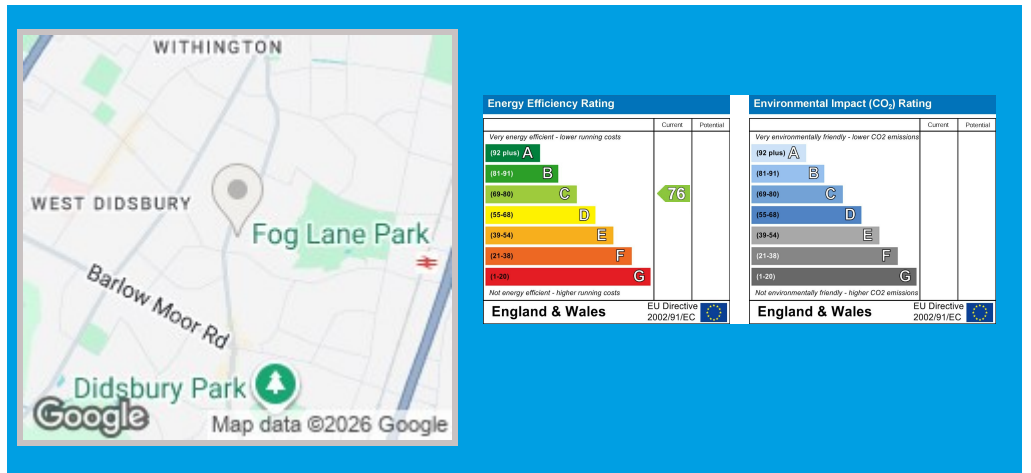 WITHINGTON
WEST DIDSBURY
Fog Lane Park
Barlow Moor Rd
Didsbury Park
Google
Map data ©2026 Google
Energy Efficiency Rating
Current Potential
Very energy efficient - lower running costs
(92 plus) A
(81-91) B
(69-80) C 76
(55-68) D
(39-54) E
(21-38) F
(1-20) G
Not energy efficient - higher running costs
England & Wales
EU Directive
2002/91/EC
Environmental Impact (CO₂) Rating
Current Potential
Very environmentally friendly - lower CO2 emissions
(92 plus) A
(81-91) B
(69-80) C
(55-68) D
(39-54) E
(21-38) F
(1-20) G
Not environmentally friendly - higher CO2 emissions
England & Wales
EU Directive
2002/91/EC